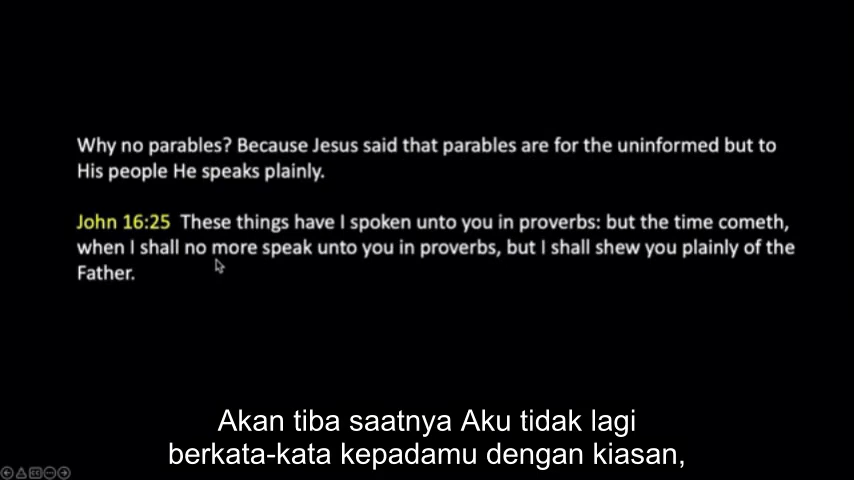 Why no parables? Because Jesus said that parables are for the uninformed but to
His people He speaks plainly.
John 16:25 These things have I spoken unto you in proverbs: but the time cometh,
when I shall no more speak unto you in proverbs, but I shall shew you plainly of the
Father.
Akan tiba saatnya Aku tidak lagi
berkata-kata kepadamu dengan kiasan,